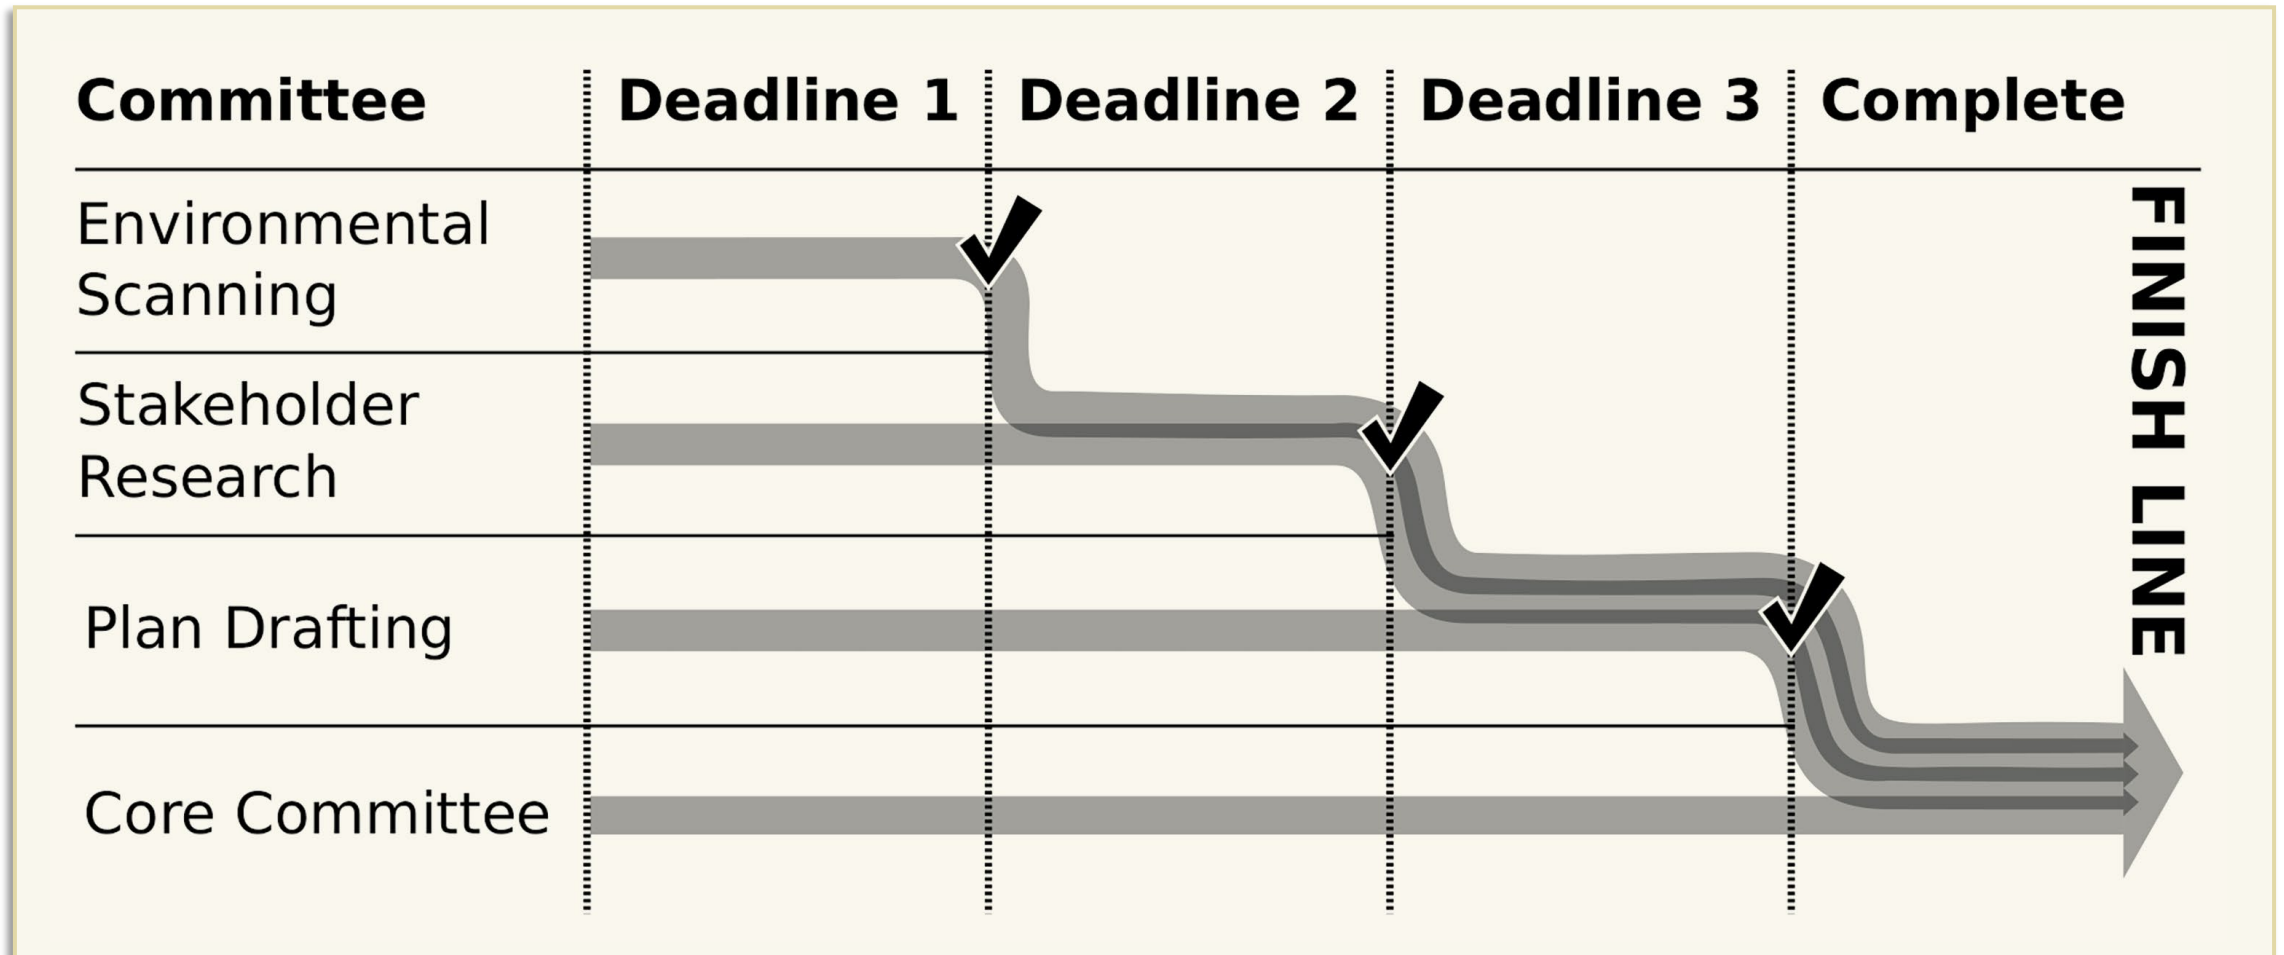 Committee
Deadline 1
Deadline 2
Deadline 3
Complete
Environmental
Scanning
Stakeholder
Research
Plan Drafting
Core Committee
FINISH LINE